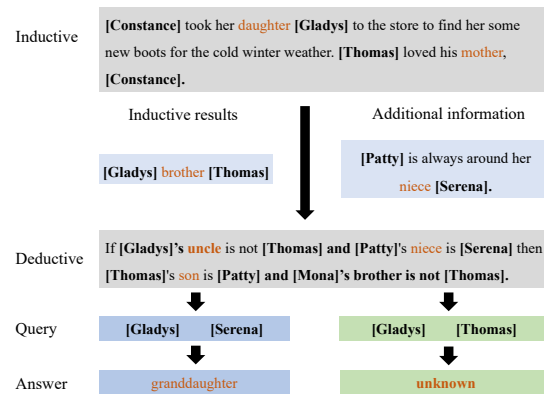 Inductive
[Constance] took her daughter [Gladys] to the store to find her some
new boots for the cold winter weather. [Thomas] loved his mother,
[Constance].
Inductive results
Additional information
[Gladys] brother [Thomas]
[Patty] is always around her
niece [Serena].
Deductive
If [Gladys]'s uncle is not [Thomas] and [Patty]'s niece is [Serena] then
[Thomas]'s son is [Patty] and [Mona]'s brother is not [Thomas].
Query
[Gladys] [Serena]
[Gladys] [Thomas]
Answer
granddaughter
unknown